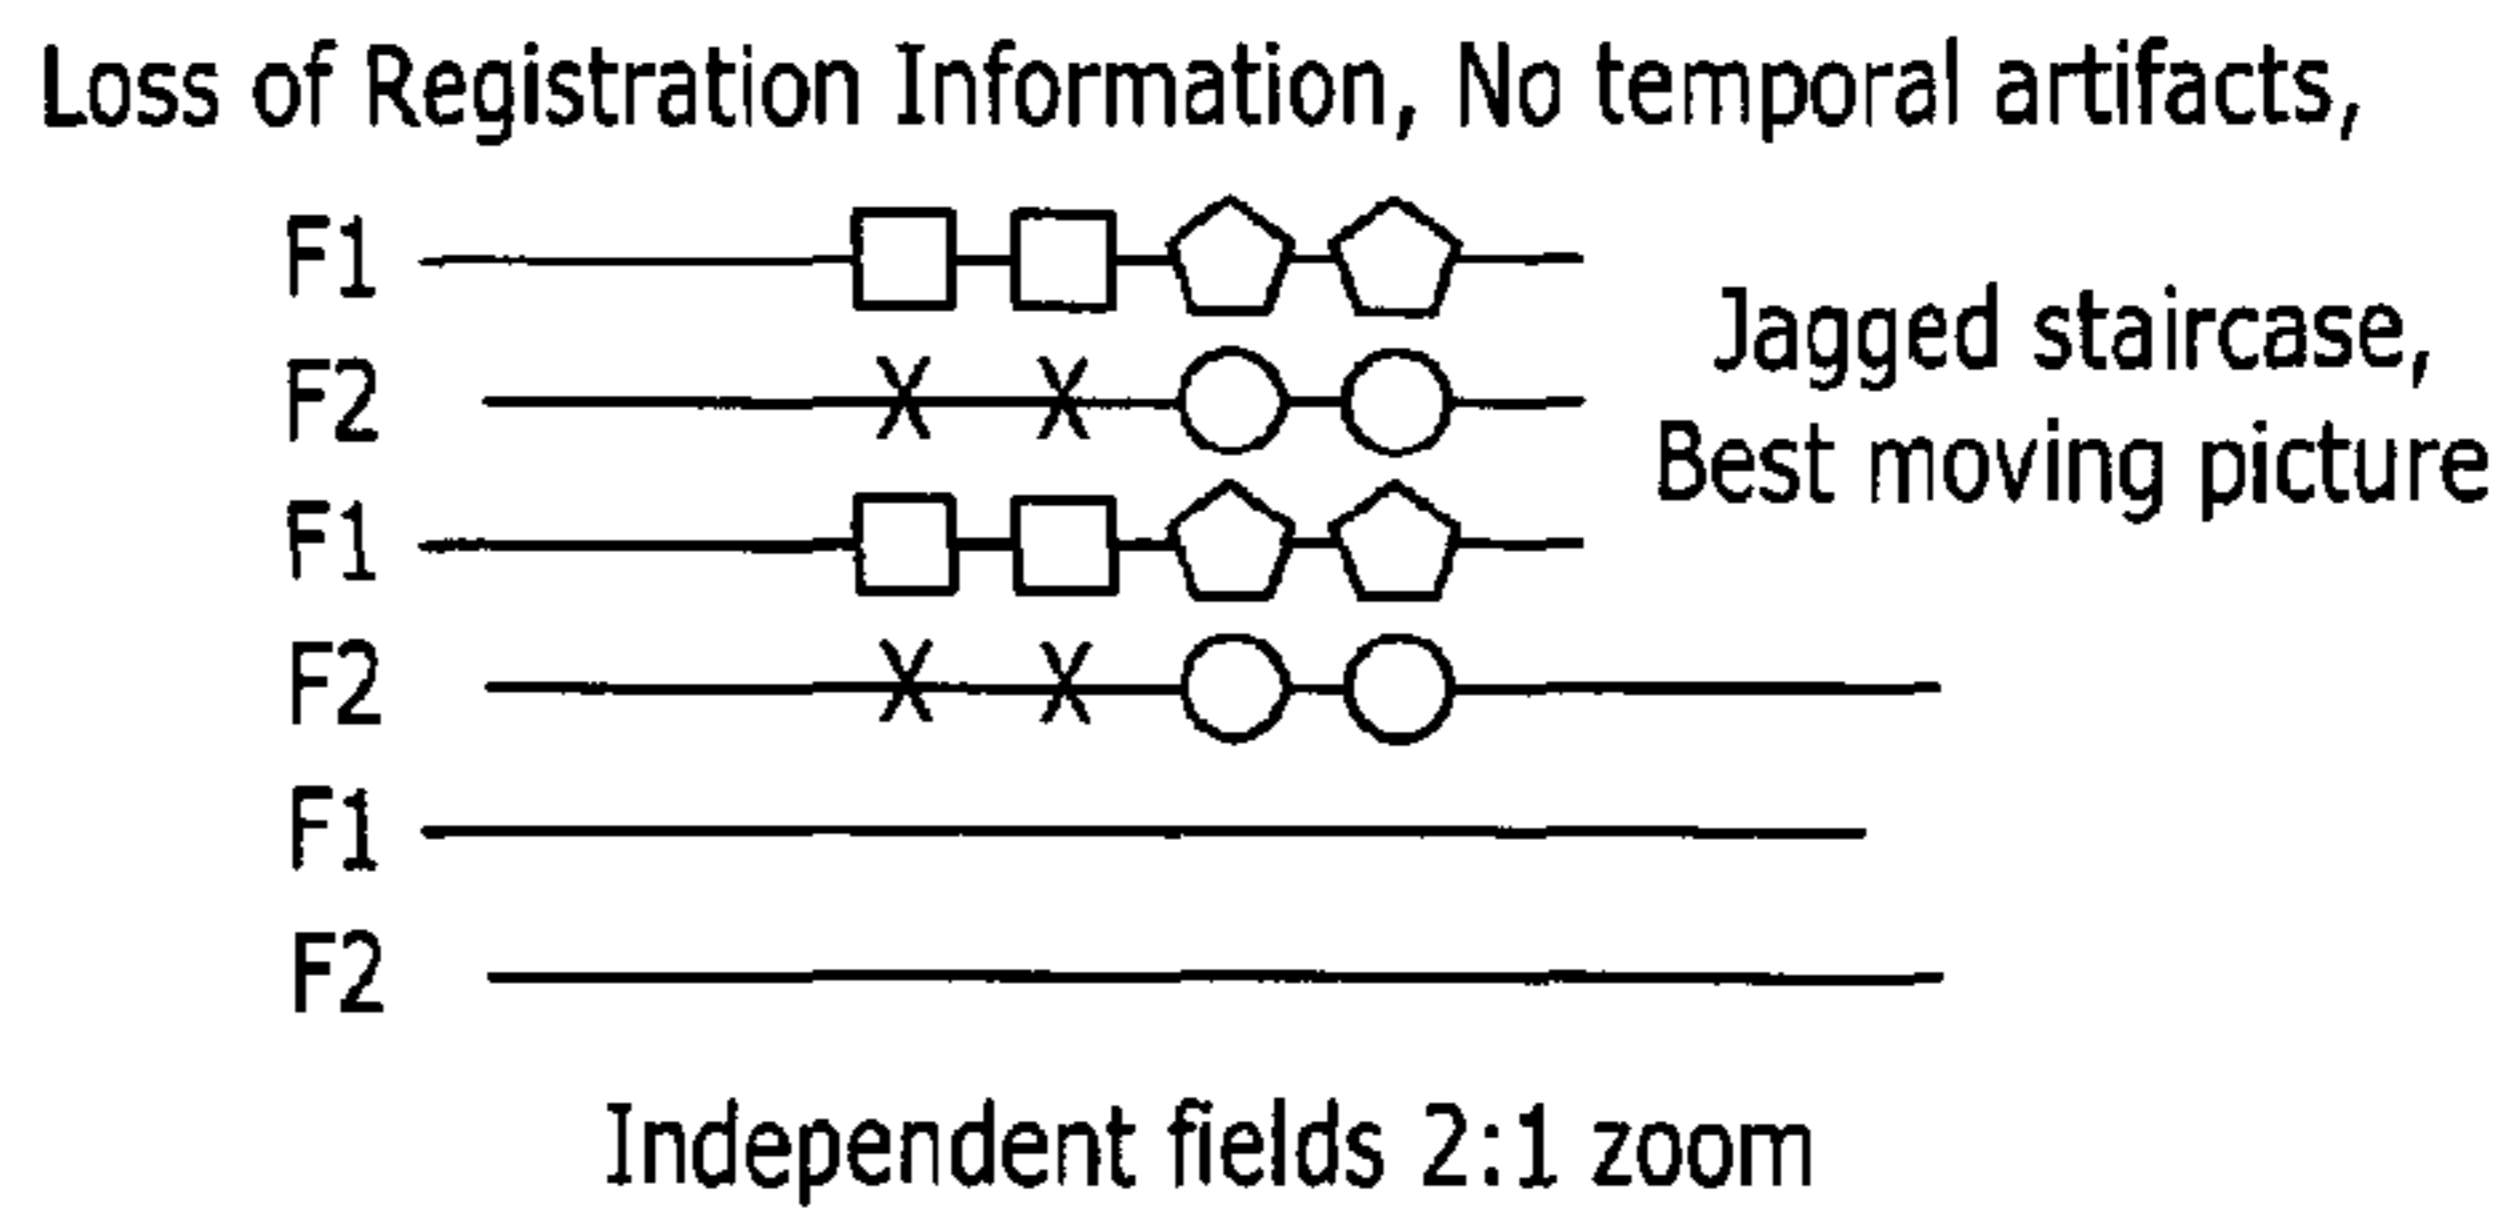 Loss of Registration Information, No temporal artifacts,
F1
Jagged staircase,
F2
Best moving picture
F1
F2
F1
F2
Independent fields 2:1 zoom